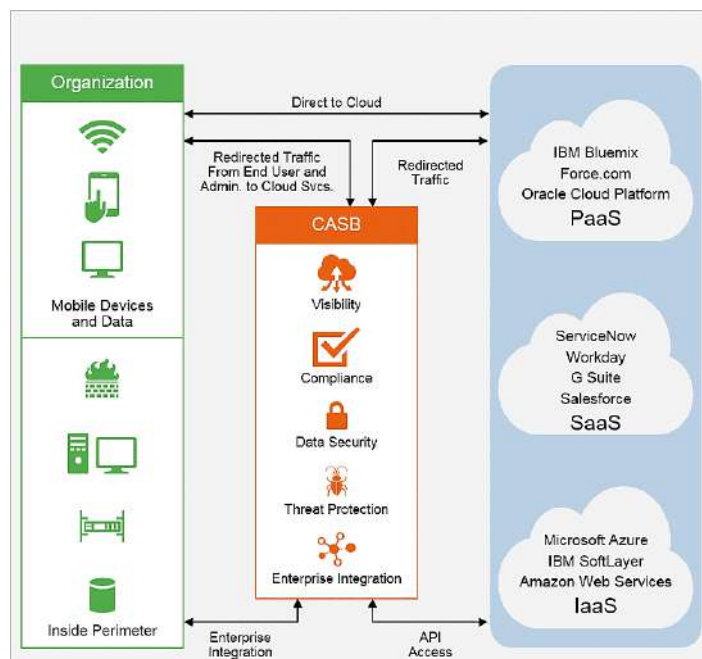 Organization
Mobile Devices
and Data
Inside Perimeter
Direct to Cloud
Redirected Traffic
From End User and
Admin. to Cloud Svcs.
Redirected
Traffic
CASB
Visibility
Compliance
Data Security
Threat Protection
Enterprise Integration
Enterprise
Integration
API
Access
IBM Bluemix
Force.com
Oracle Cloud Platform
PaaS
ServiceNow
Workday
G Suite
Salesforce
SaaS
Microsoft Azure
IBM SoftLayer
Amazon Web Services
IaaS